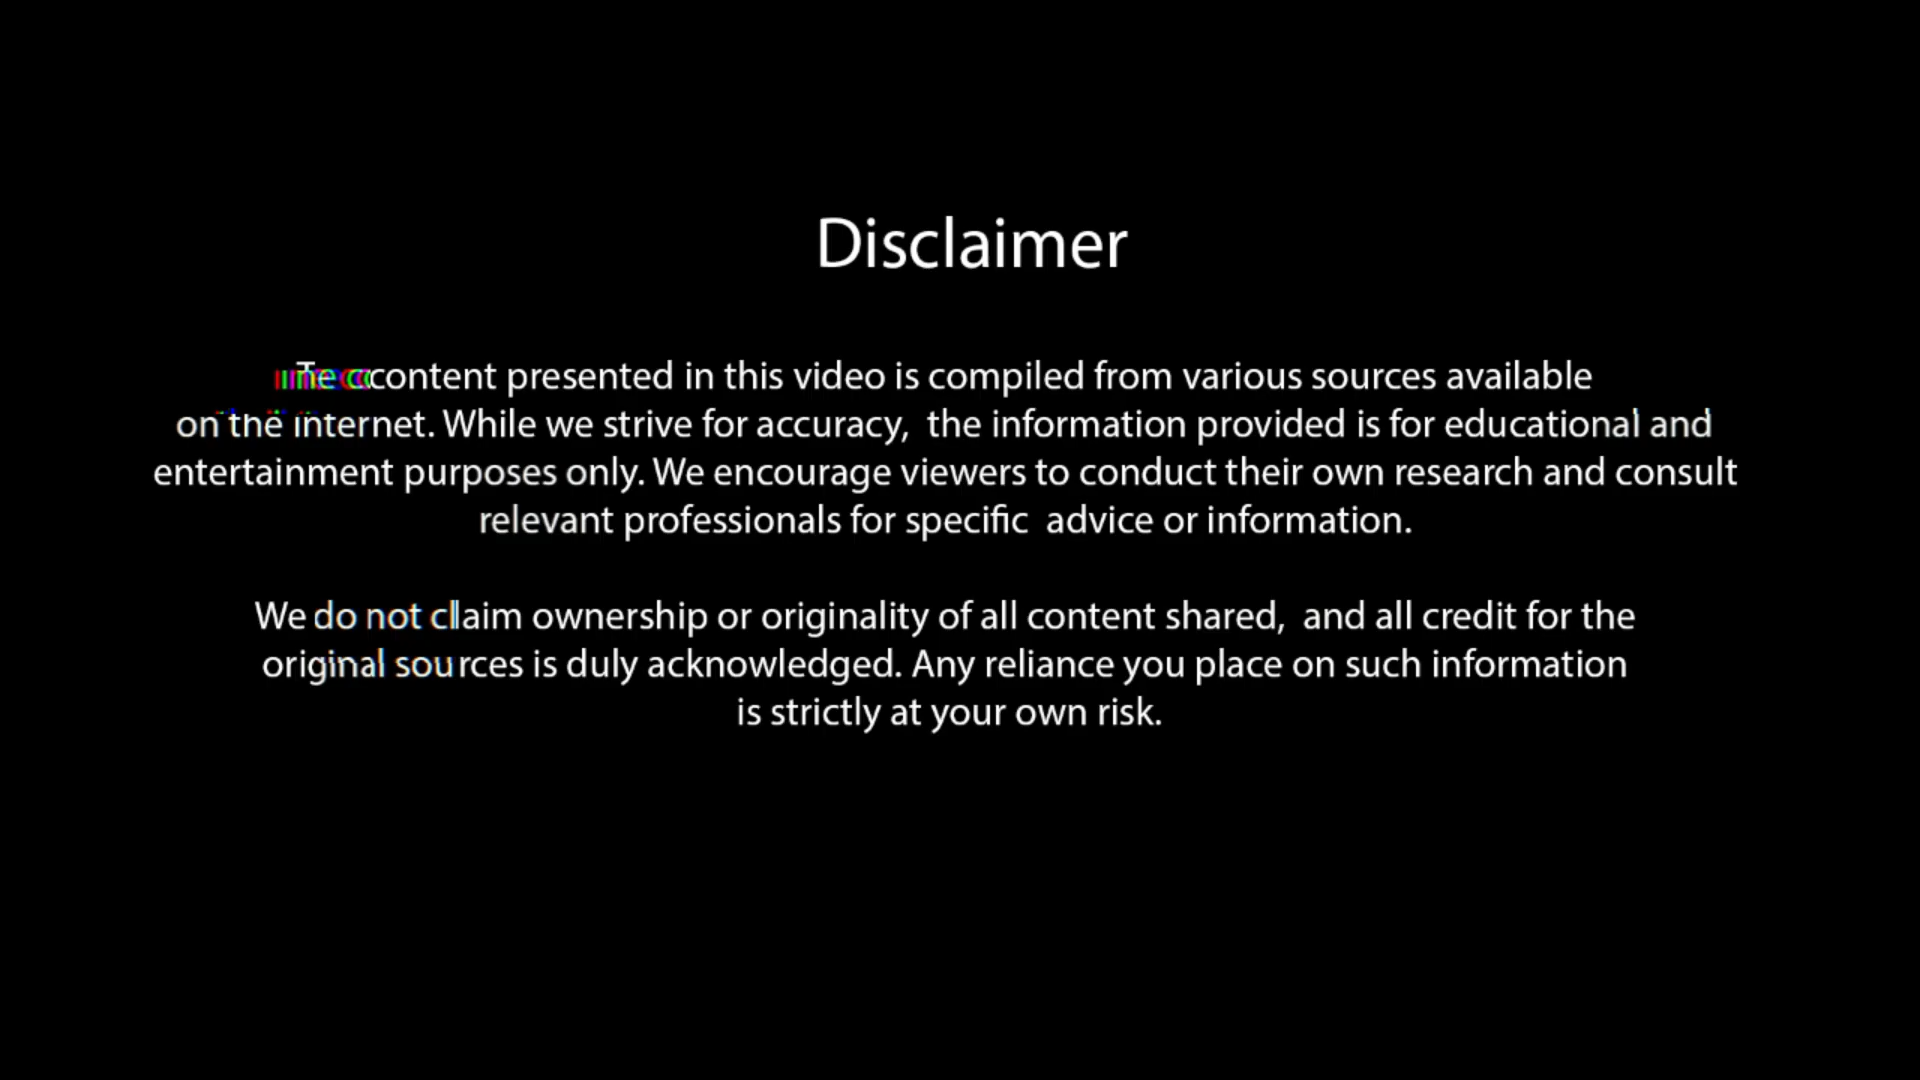 Disclaimer
content presented in this video is compiled from various sources available
on the internet. While we strive for accuracy, the information provided is for educational and
entertainment purposes only. We encourage viewers to conduct their own research and consult
relevant professionals for specific advice or information.
We do not claim ownership or originality of all content shared, and all credit for the
original sources is duly acknowledged. Any reliance you place on such information
is strictly at your own risk.